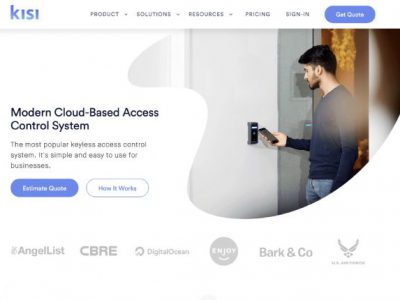 kisi
PRODUCT SOLUTIONS RESOURCES PRICING SIGN-IN Get Quote
Modern Cloud-Based Access
Control System
The most popular keyless access control
system. It's simple and easy to use for
businesses.
Estimate Quote How It Works
AngelList CBRE DigitalOcean ENJOY Bark & Co U.S. AIR FORCE